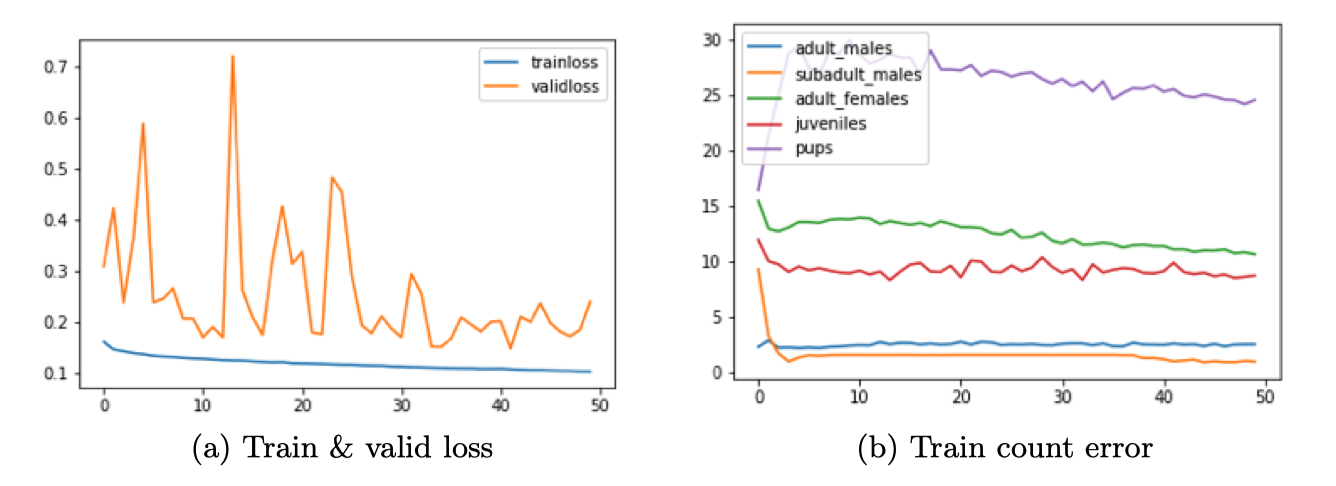 trainloss
validloss
0.7
0.6
0.5
0.4
0.3
0.2
0.1
0 10 20 30 40 50
(a) Train & valid loss
adult_males
subadult_males
adult_females
juveniles
pups
30
25
20
15
10
5
0
0 10 20 30 40 50
(b) Train count error